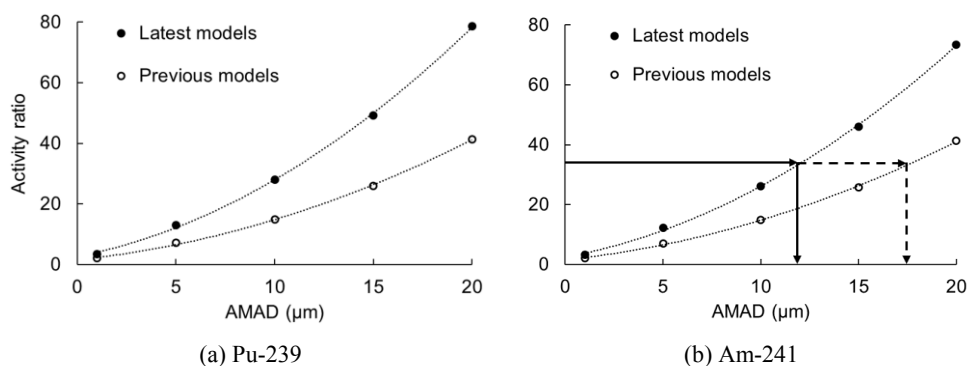 80
60
40
20
0
Activity ratio
Latest models
Previous models
0 5 10 15 20
AMAD (µm)
(a) Pu-239
80
60
40
20
0
Latest models
Previous models
0 5 10 15 20
AMAD (µm)
(b) Am-241